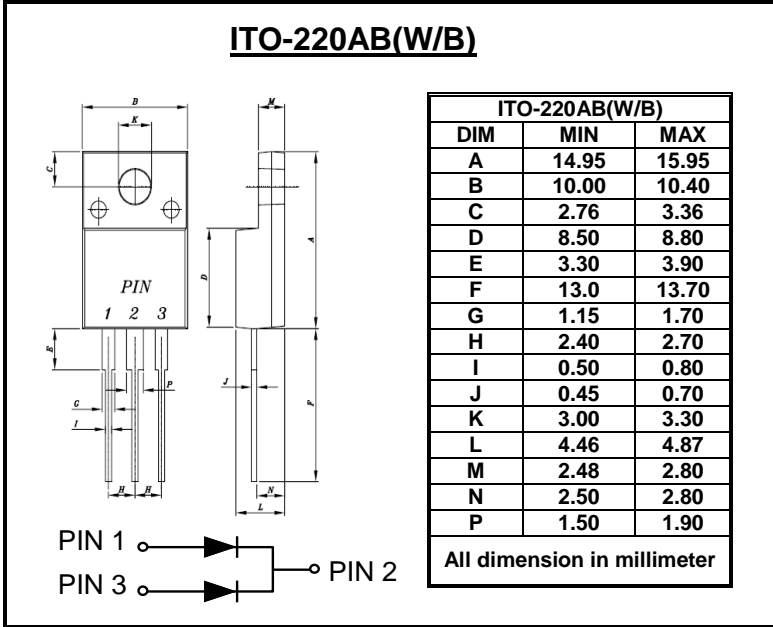 ITO-220AB(W/B)
B
K
M
C
A
D
PIN
1 2 3
E
P
J
G
I
F
H H
N
L
PIN 1
PIN 3
PIN 2
ITO-220AB(W/B)
DIM MIN MAX
A 14.95 15.95
B 10.00 10.40
C 2.76 3.36
D 8.50 8.80
E 3.30 3.90
F 13.0 13.70
G 1.15 1.70
H 2.40 2.70
I 0.50 0.80
J 0.45 0.70
K 3.00 3.30
L 4.46 4.87
M 2.48 2.80
N 2.50 2.80
P 1.50 1.90
All dimension in millimeter